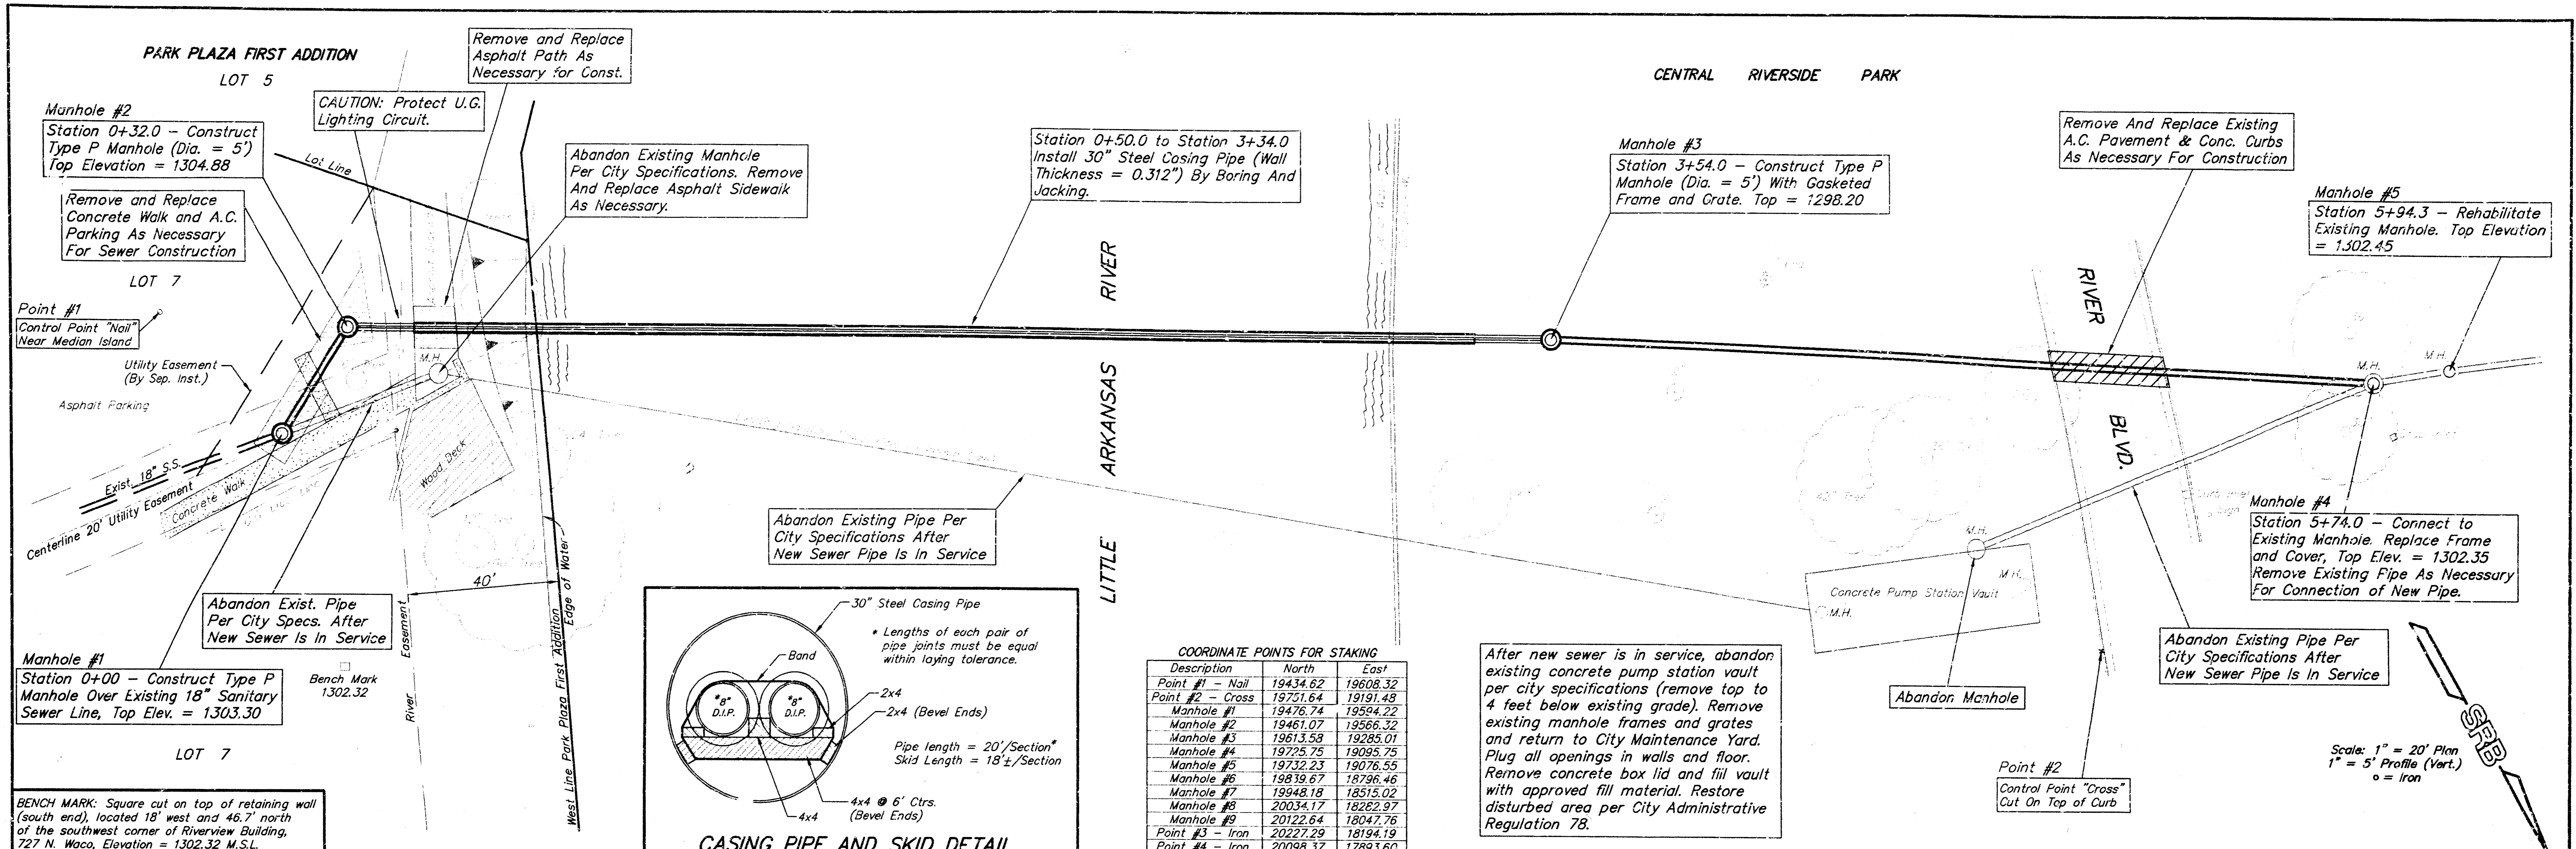 PARK PLAZA FIRST ADDITION
LOT 5
Remove and Replace
Asphalt Path As
Necessary for Const.
CENTRAL RIVERSIDE PARK
Manhole #2
Station 0+32.0 - Construct
Type P Manhole (Dia. = 5')
Top Elevation = 1304.88
CAUTION: Protect U.G.
Lighting Circuit.
Lot Line
Abandon Existing Manhole
Per City Specifications. Remove
And Replace Asphalt Sidewalk
As Necessary.
Station 0+50.0 to Station 3+34.0
Install 30" Steel Casing Pipe (Wall
Thickness = 0.312") By Boring And
Jacking.
Manhole #3
Station 3+54.0 - Construct Type P
Manhole (Dia. = 5') With Gasketed
Frame and Grate. Top = 1298.20
Remove And Replace Existing
A.C. Pavement & Conc. Curbs
As Necessary For Construction
Manhole #5
Station 5+94.3 - Rehabilitate
Existing Manhole. Top Elevation
= 1302.45
Remove and Replace
Concrete Walk and A.C.
Parking As Necessary
For Sewer Construction
LOT 7
Point #1
Control Point "Nail"
Near Median Island
Utility Easement
(By Sep. Inst.)
Asphalt Parking
M.H.
LITTLE ARKANSAS RIVER
RIVER BLVD.
M.H.
M.H.
Exist. 18" S.S.
Centerline 20' Utility Easement
Concrete Walk
Wood Deck
40'
River Easement
Edge of Water
West Line Park Plaza First Addition
Abandon Existing Pipe Per
City Specifications After
New Sewer Pipe Is In Service
42" Tree
M.H.
M.H.
Concrete Pump Station Vault
M.H.
Manhole #4
Station 5+74.0 - Connect to
Existing Manhole. Replace Frame
and Cover, Top Elev. = 1302.35
Remove Existing Pipe As Necessary
For Connection of New Pipe.
Abandon Exist. Pipe
Per City Specs. After
New Sewer Is In Service
Manhole #1
Station 0+00 - Construct Type P
Manhole Over Existing 18" Sanitary
Sewer Line, Top Elev. = 1303.30
Bench Mark
1302.32
LOT 7
BENCH MARK: Square cut on top of retaining wall
(south end), located 18' west and 46.7' north
of the southwest corner of Riverview Building,
727 N. Waco, Elevation = 1302.32 M.S.L.
30" Steel Casing Pipe
* Lengths of each pair of
pipe joints must be equal
within laying tolerance.
Band
*8"
D.I.P.
*8"
D.I.P.
2x4
2x4 (Bevel Ends)
Pipe length = 20'/Section*
Skid Length = 18'±/Section
4x4 @ 6' Ctrs.
(Bevel Ends)
4x4
CASING PIPE AND SKID DETAIL
COORDINATE POINTS FOR STAKING
Description North East
Point #1 - Nail 19434.62 19608.32
Point #2 - Cross 19751.64 19191.48
Manhole #1 19476.74 19594.22
Manhole #2 19461.07 19566.32
Manhole #3 19613.58 19285.01
Manhole #4 19725.75 19095.75
Manhole #5 19732.23 19076.55
Manhole #6 19839.67 18796.46
Manhole #7 19948.18 18515.02
Manhole #8 20034.17 18282.97
Manhole #9 20122.64 18047.76
Point #3 - Iron 20227.29 18194.19
Point #4 - Iron 20098.37 17893.60
After new sewer is in service, abandon
existing concrete pump station vault
per city specifications (remove top to
4 feet below existing grade). Remove
existing manhole frames and grates
and return to City Maintenance Yard.
Plug all openings in walls and floor.
Remove concrete box lid and fill vault
with approved fill material. Restore
disturbed area per City Administrative
Regulation 78.
Abandon Manhole
Abandon Existing Pipe Per
City Specifications After
New Sewer Pipe Is In Service
Point #2
Control Point "Cross"
Cut On Top of Curb
SRB
Scale: 1" = 20' Plan
1" = 5' Profile (Vert.)
o = Iron